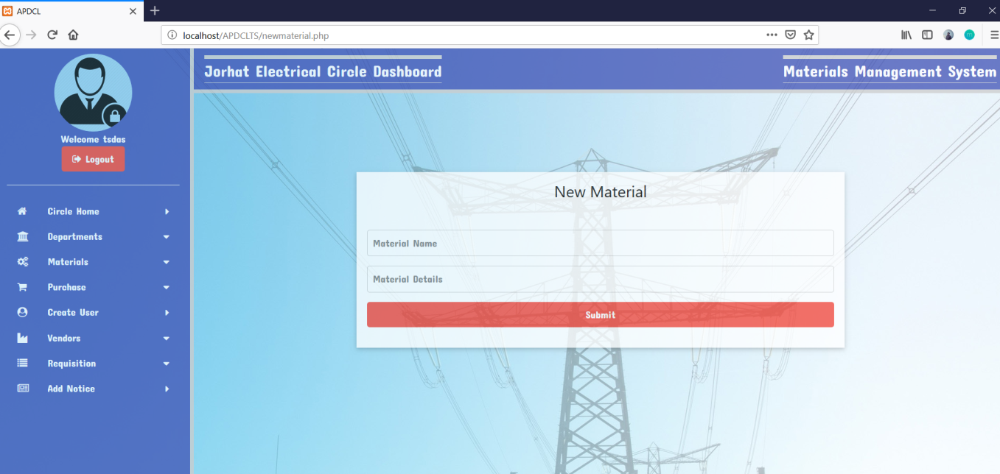 APDCL
localhost/APDCLTS/newmaterial.php
Jorhat Electrical Circle Dashboard
Materials Management System
Welcome tsdas
Logout
Circle Home
Departments
Materials
Purchase
Create User
Vendors
Requisition
Add Notice
New Material
Material Name
Material Details
Submit